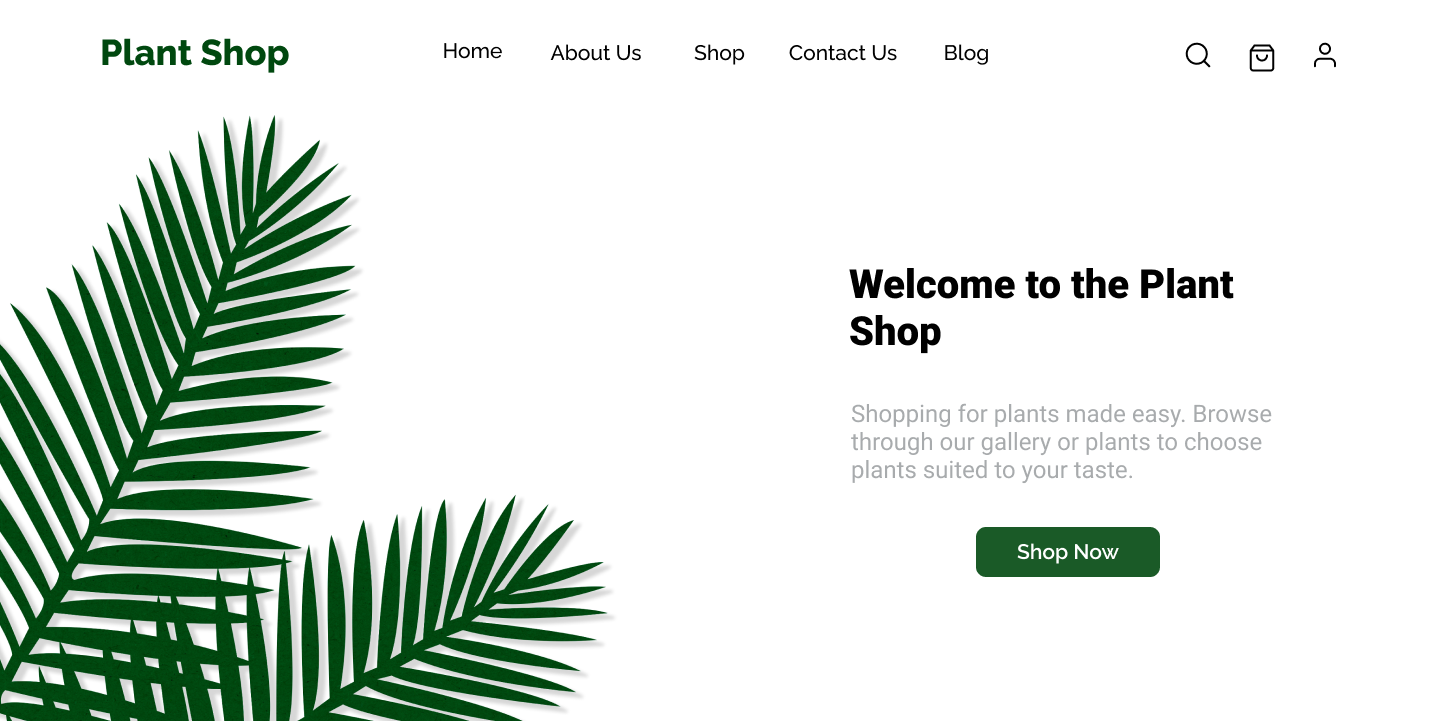 Plant Shop
Home About Us Shop Contact Us Blog
Welcome to the Plant
Shop
Shopping for plants made easy. Browse
through our gallery or plants to choose
plants suited to your taste.
Shop Now